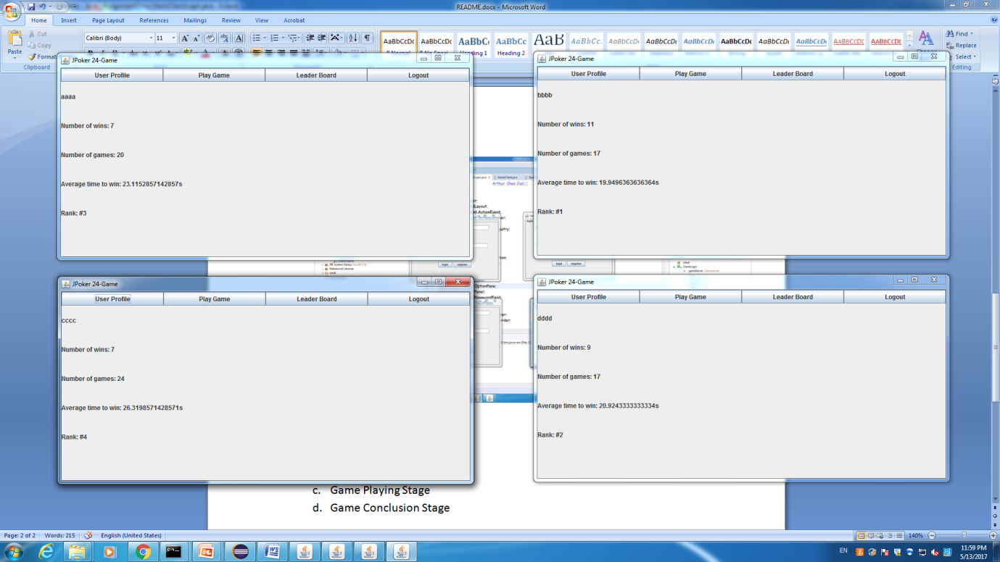 README.docx - Microsoft Word
Home Insert Page Layout References Mailings Review View Acrobat
Cut
Copy
Format
Paste
Clipboard
Calibri (Body) 11
AaBbCcDc AaBbCcDc AaBbC AaBbCc AaB AaBbCc. AaBbCcDc AaBbCcDc AaBbCcDc AaBbCcDc AaBbCcDc AaBbCcDc AABBCCDC AABBCCDC
Heading 1 Heading 2
Find
Replace
Select
Editing
JPoker 24-Game
User Profile Play Game Leader Board Logout
aaaa
Number of wins: 7
Number of games: 20
Average time to win: 23.1152857142857s
Rank: #3
JPoker 24-Game
User Profile Play Game Leader Board Logout
bbbb
Number of wins: 11
Number of games: 17
Average time to win: 19.9496363636364s
Rank: #1
JPoker 24-Game
User Profile Play Game Leader Board Logout
cccc
Number of wins: 7
Number of games: 24
Average time to win: 26.3198571428571s
Rank: #4
JPoker 24-Game
User Profile Play Game Leader Board Logout
dddd
Number of wins: 9
Number of games: 17
Average time to win: 20.9243333333334s
Rank: #2
c. Game Playing Stage
d. Game Conclusion Stage
Page: 2 of 2 Words: 215 English (United States) 140%
EN 11:59 PM
5/13/2017